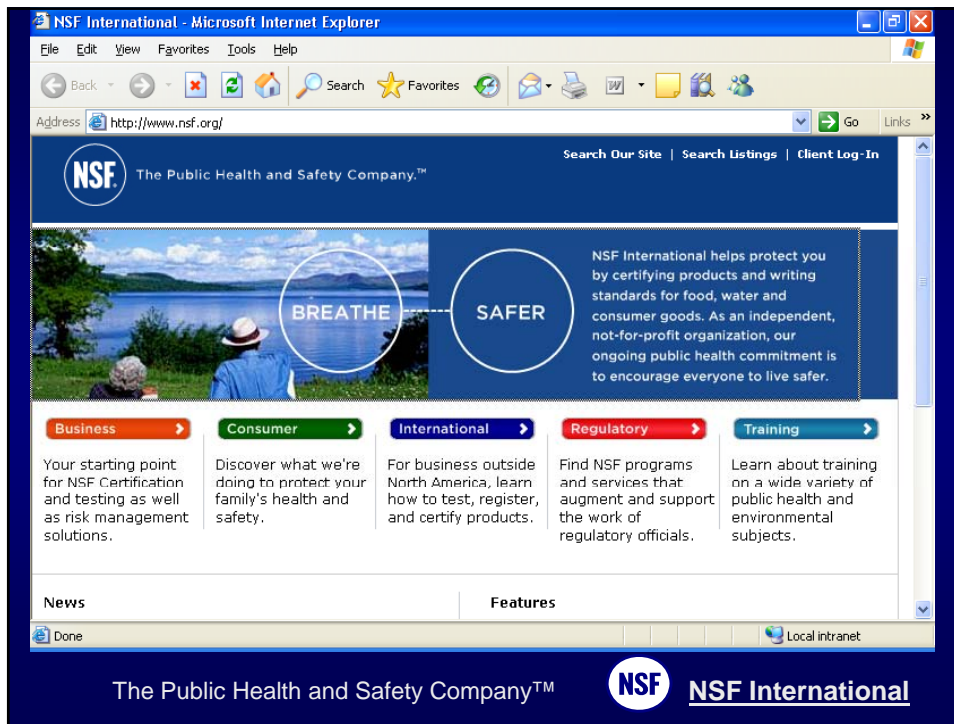 NSF International - Microsoft Internet Explorer
File Edit View Favorites Tools Help
Back Search Favorites
Address http://www.nsf.org/ Go Links »
Search Our Site | Search Listings | Client Log-In
NSF® The Public Health and Safety Company.™
BREATHE SAFER
NSF International helps protect you
by certifying products and writing
standards for food, water and
consumer goods. As an independent,
not-for-profit organization, our
ongoing public health commitment is
to encourage everyone to live safer.
Business
Your starting point
for NSF Certification
and testing as well
as risk management
solutions.
Consumer
Discover what we're
doing to protect your
family's health and
safety.
International
For business outside
North America, learn
how to test, register,
and certify products.
Regulatory
Find NSF programs
and services that
augment and support
the work of
regulatory officials.
Training
Learn about training
on a wide variety of
public health and
environmental
subjects.
News
Features
Done Local intranet
The Public Health and Safety Company™ NSF NSF International